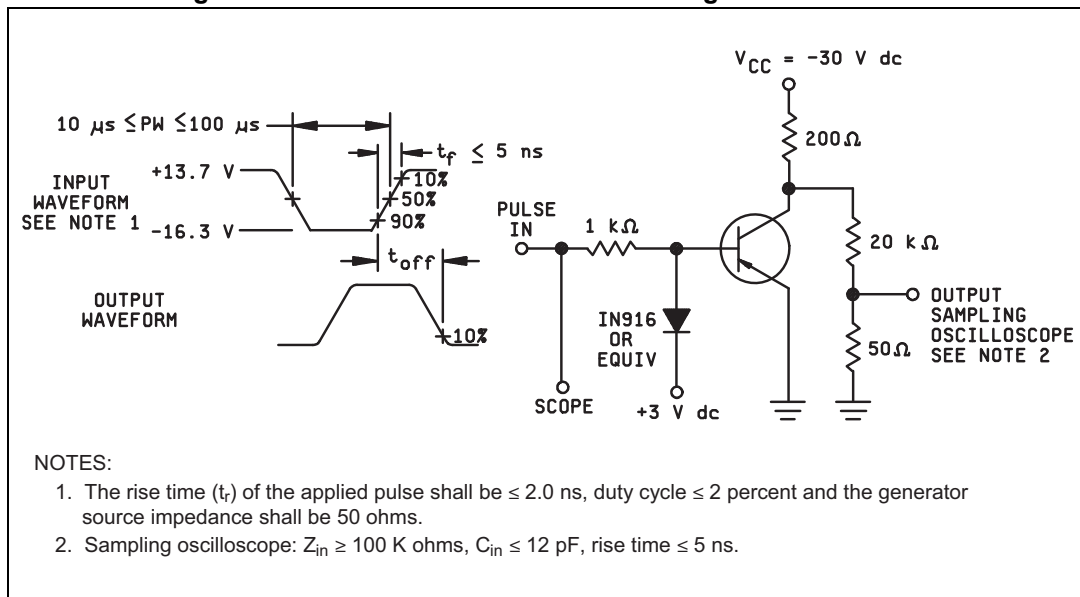 V_CC = -30 V dc
10 µs ≤PW ≤100 µs
t_f ≤ 5 ns
200Ω
+13.7 V
10%
INPUT
WAVEFORM
SEE NOTE 1
50%
90%
-16.3 V
PULSE
IN
1 kΩ
20 kΩ
t_off
OUTPUT
WAVEFORM
10%
IN916
OR
EQUIV
OUTPUT
SAMPLING
OSCILLOSCOPE
SEE NOTE 2
50Ω
SCOPE
+3 V dc
NOTES:
1. The rise time (t_r) of the applied pulse shall be ≤ 2.0 ns, duty cycle ≤ 2 percent and the generator
source impedance shall be 50 ohms.
2. Sampling oscilloscope: Z_in ≥ 100 K ohms, C_in ≤ 12 pF, rise time ≤ 5 ns.